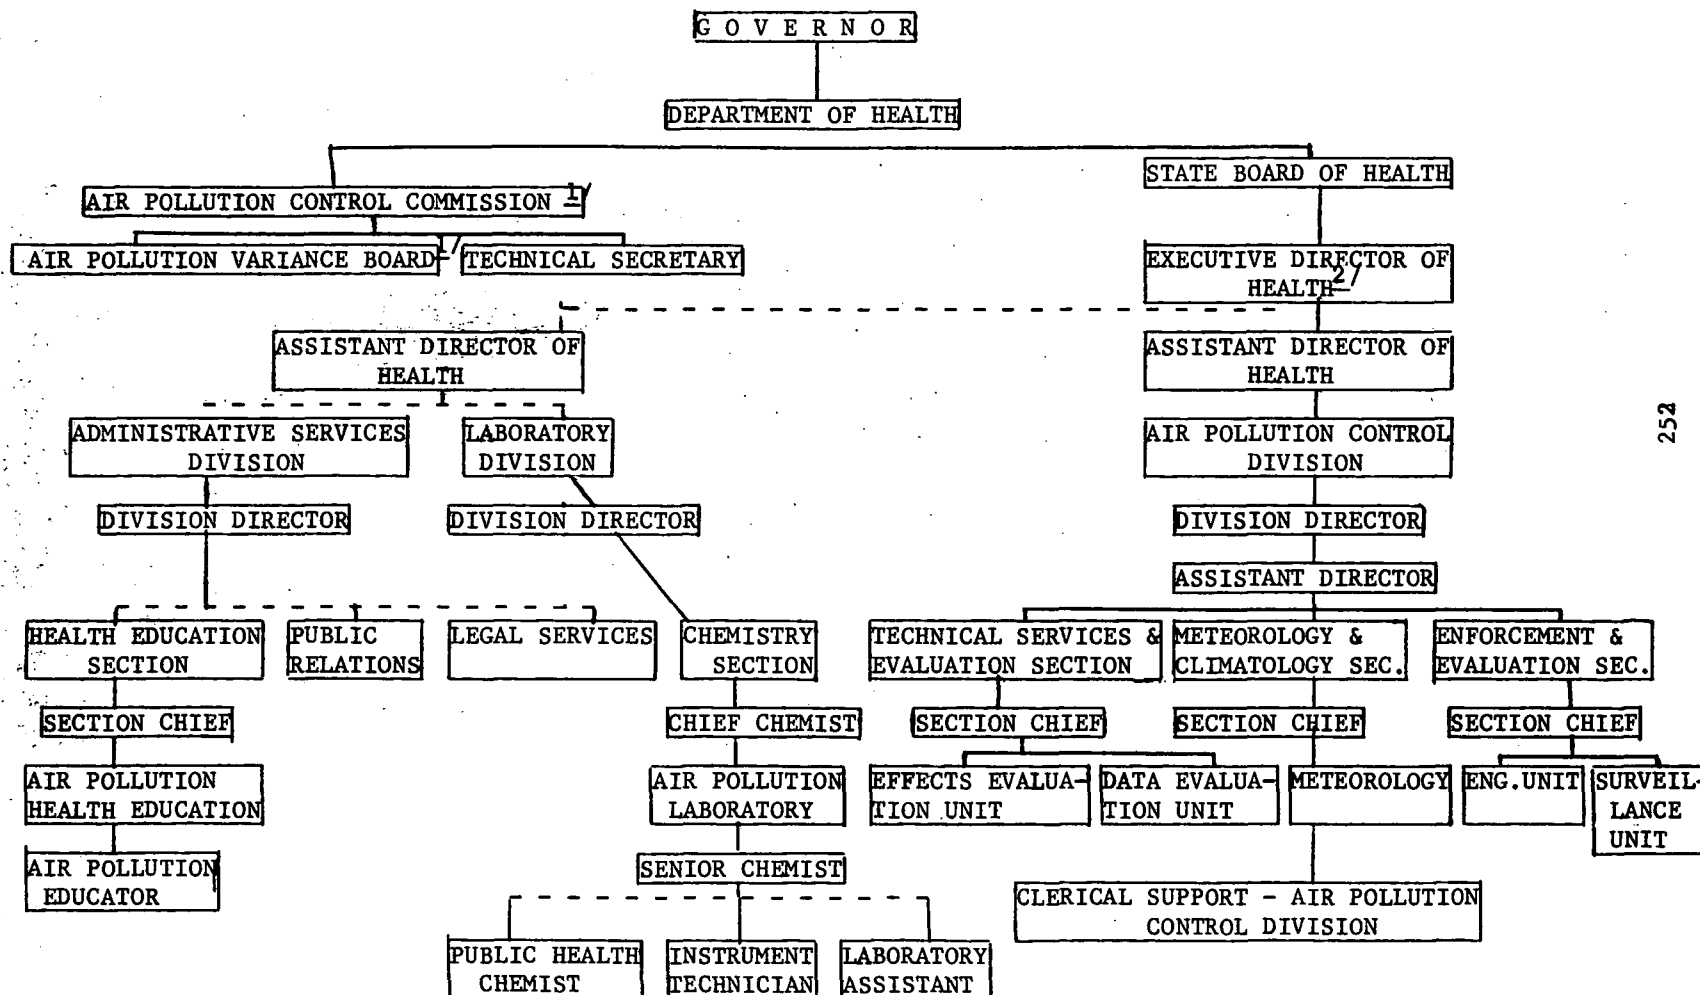 G O V E R N O R
DEPARTMENT OF HEALTH
STATE BOARD OF HEALTH
AIR POLLUTION CONTROL COMMISSION 1/
AIR POLLUTION VARIANCE BOARD
TECHNICAL SECRETARY
EXECUTIVE DIRECTOR OF
HEALTH 2/
ASSISTANT DIRECTOR OF
HEALTH
ASSISTANT DIRECTOR OF
HEALTH
252
ADMINISTRATIVE SERVICES
DIVISION
LABORATORY
DIVISION
AIR POLLUTION CONTROL
DIVISION
DIVISION DIRECTOR
DIVISION DIRECTOR
DIVISION DIRECTOR
ASSISTANT DIRECTOR
HEALTH EDUCATION
SECTION
PUBLIC
RELATIONS
LEGAL SERVICES
CHEMISTRY
SECTION
TECHNICAL SERVICES &
EVALUATION SECTION
METEOROLOGY &
CLIMATOLOGY SEC.
ENFORCEMENT &
EVALUATION SEC.
SECTION CHIEF
CHIEF CHEMIST
SECTION CHIEF
SECTION CHIEF
SECTION CHIEF
AIR POLLUTION
HEALTH EDUCATION
AIR POLLUTION
LABORATORY
EFFECTS EVALUA-
TION UNIT
DATA EVALUA-
TION UNIT
METEOROLOGY
ENG.UNIT
SURVEIL-
LANCE
UNIT
AIR POLLUTION
EDUCATOR
SENIOR CHEMIST
CLERICAL SUPPORT - AIR POLLUTION
CONTROL DIVISION
PUBLIC HEALTH
CHEMIST
INSTRUMENT
TECHNICIAN
LABORATORY
ASSISTANT